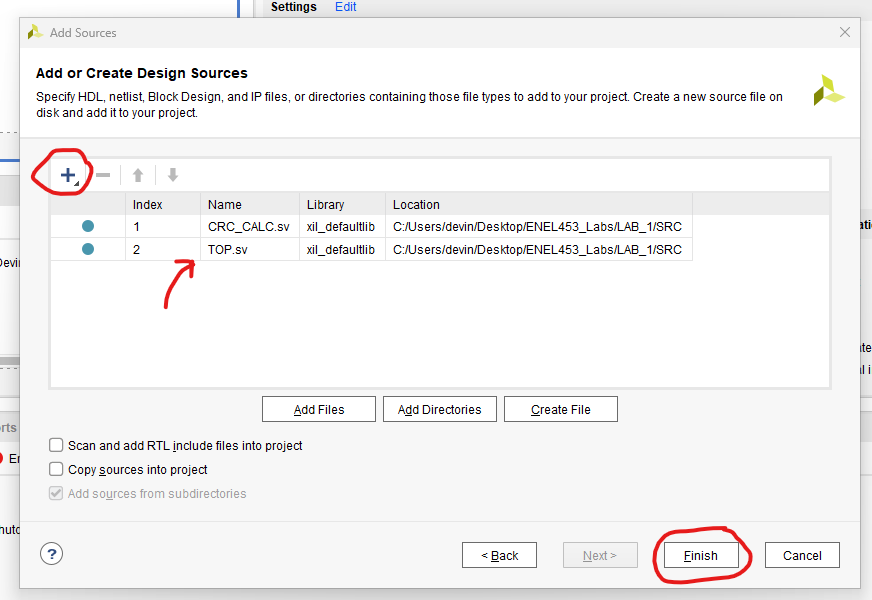 Settings Edit
Add Sources
Add or Create Design Sources
Specify HDL, netlist, Block Design, and IP files, or directories containing those file types to add to your project. Create a new source file on
disk and add it to your project.
Index Name Library Location
1 CRC_CALC.sv xil_defaultlib C:/Users/devin/Desktop/ENEL453_Labs/LAB_1/SRC
2 TOP.sv xil_defaultlib C:/Users/devin/Desktop/ENEL453_Labs/LAB_1/SRC
Add Files Add Directories Create File
Scan and add RTL include files into project
Copy sources into project
Add sources from subdirectories
? < Back Next > Finish Cancel